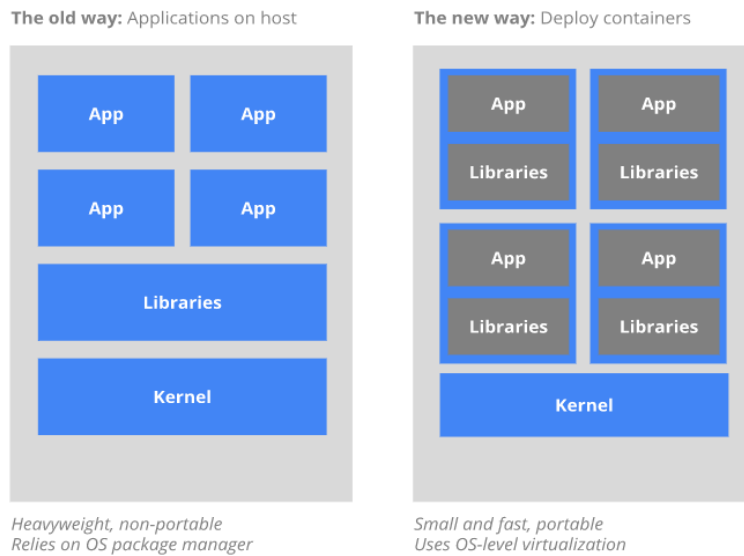 The old way: Applications on host
App App
App App
Libraries
Kernel
Heavyweight, non-portable
Relies on OS package manager
The new way: Deploy containers
App App
Libraries Libraries
App App
Libraries Libraries
Kernel
Small and fast, portable
Uses OS-level virtualization